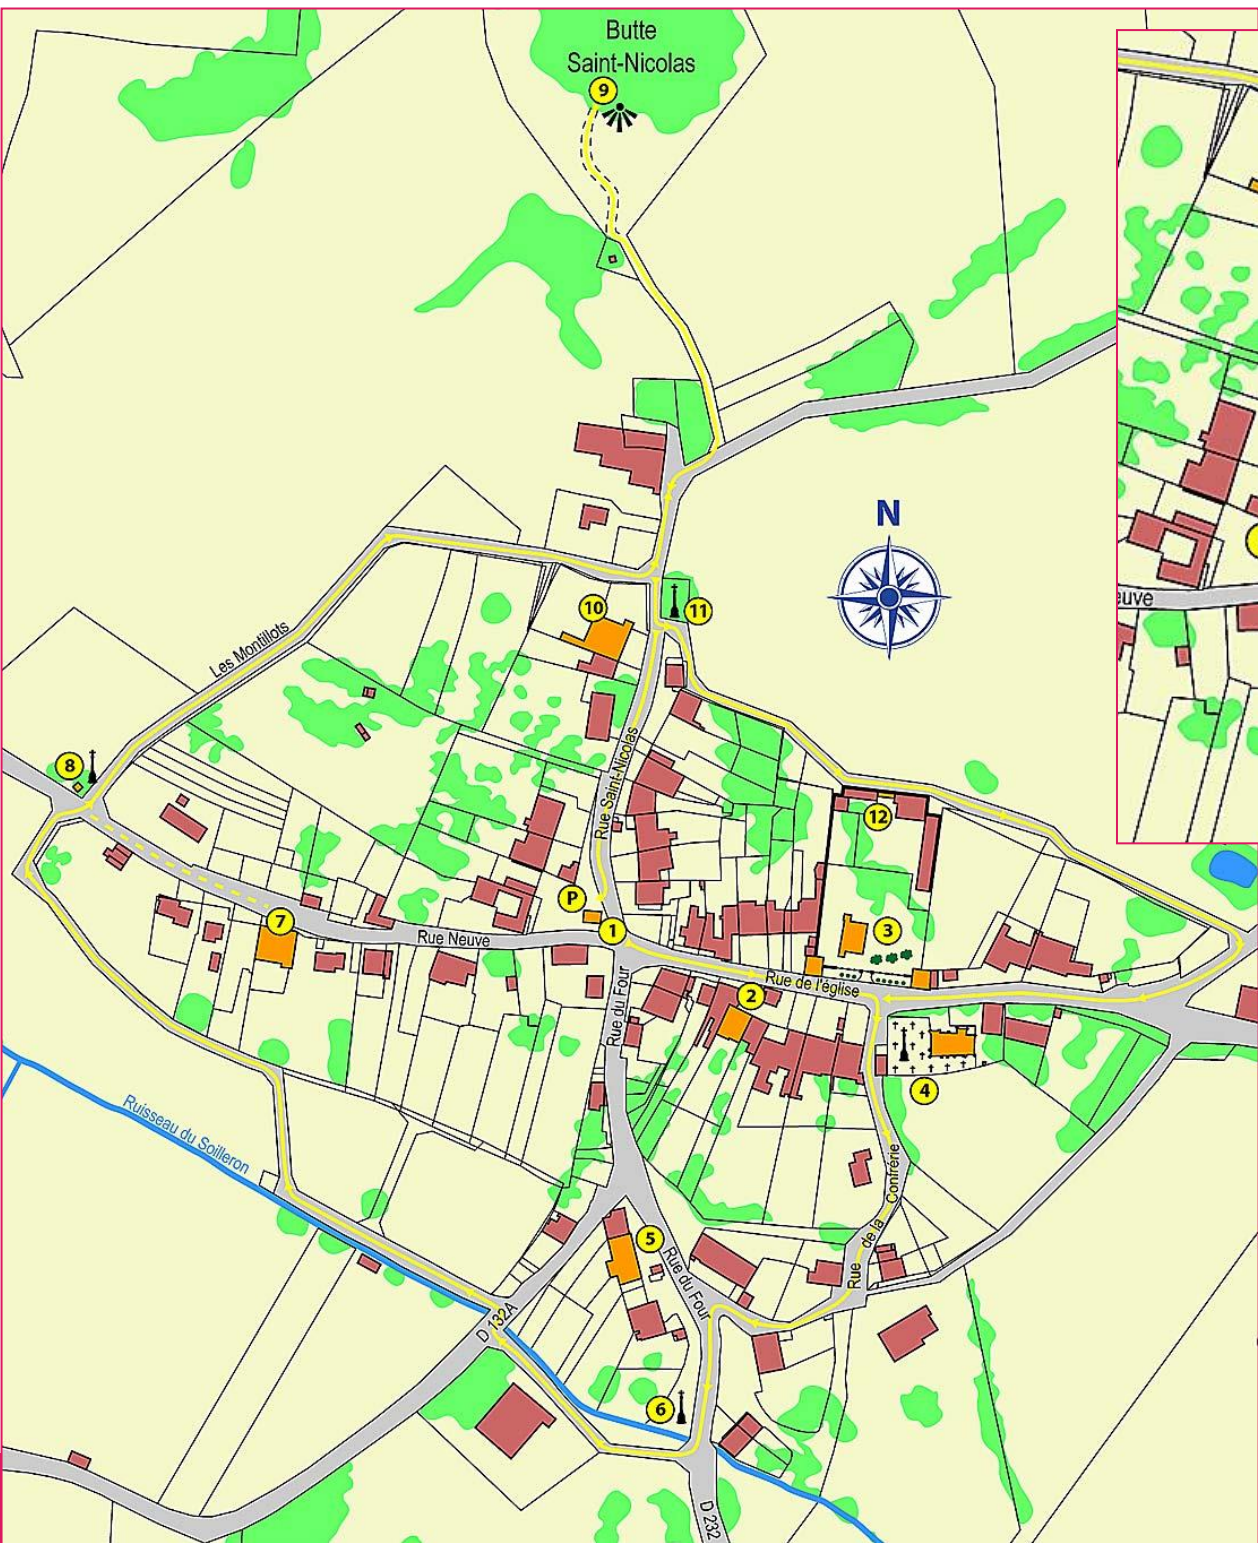 Butte
Saint-Nicolas
9
N
10
11
Les Montillots
8
Rue Saint-Nicolas
12
P
7
1
3
Rue Neuve
euve
Rue de l'église
2
Rue du Four
4
Ruisseau du Soilleron
Rue de la Confrérie
5
Rue du Four
D 132A
6
D 232